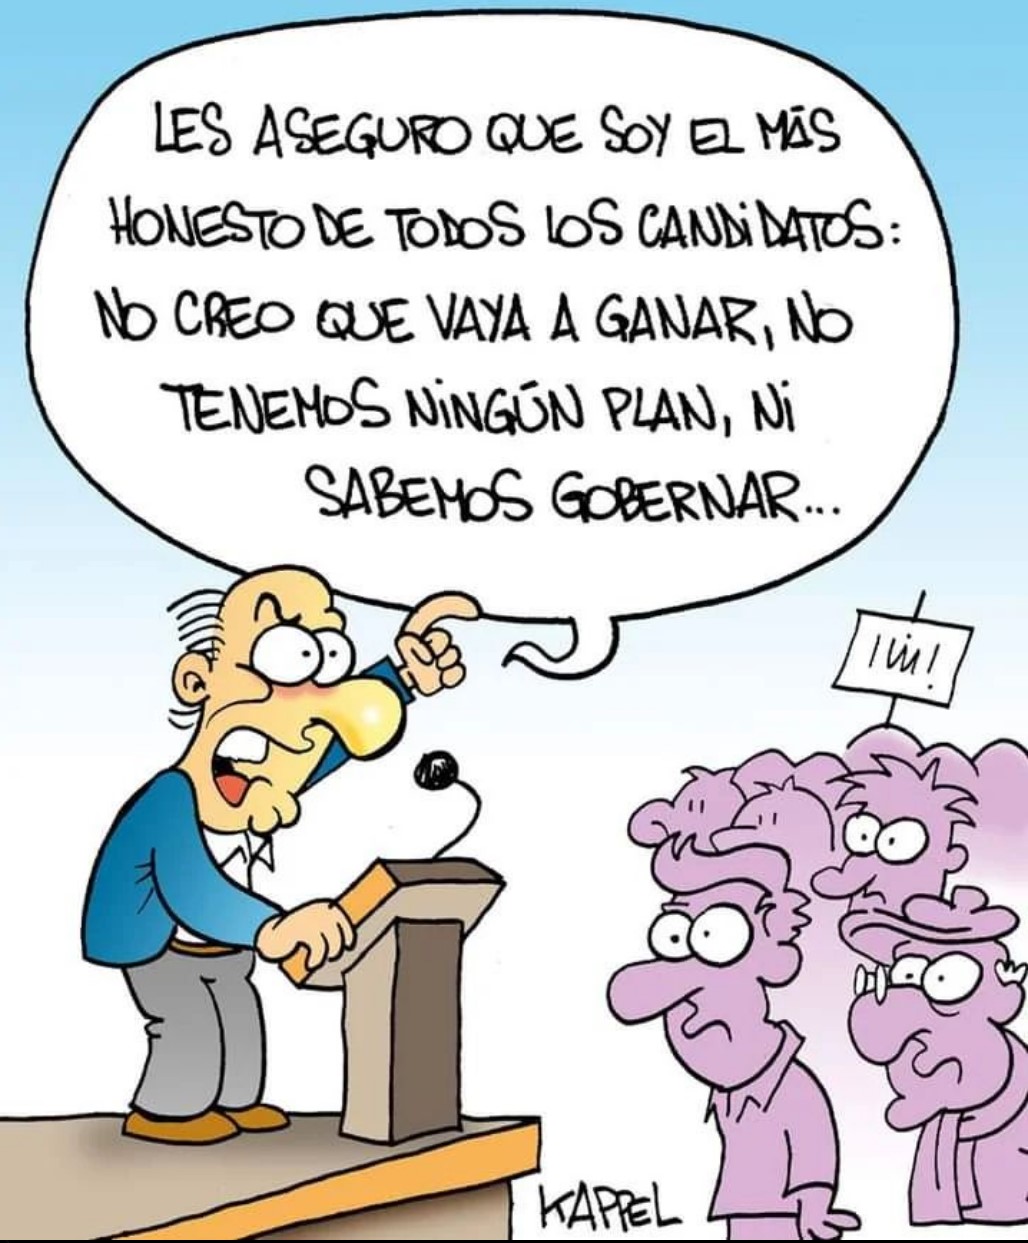 LES ASEGURO QUE SOY EL MÁS
HONESTO DE TODOS LOS CANDIDATOS:
NO CREO QUE VAYA A GANAR, NO
TENEMOS NINGÚN PLAN, NI
SABEMOS GOBERNAR...
KAPPEL